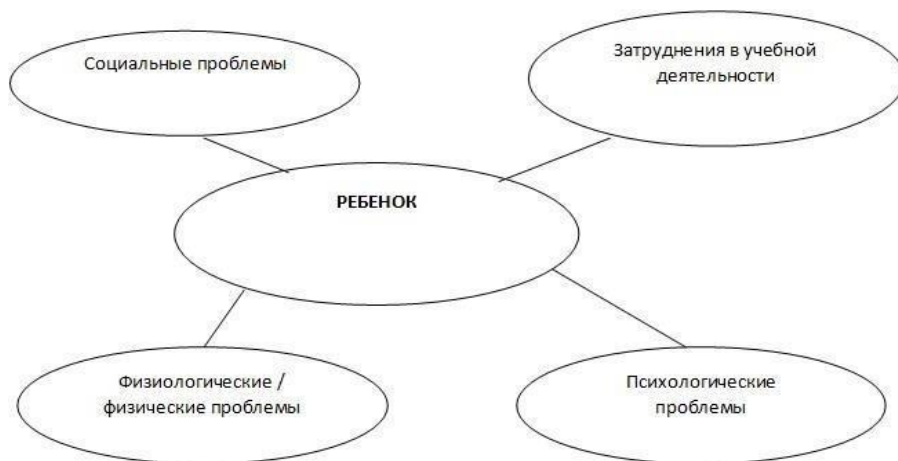 Социальные проблемы
Затруднения в учебной
деятельности
РЕБЕНОК
Физиологические /
физические проблемы
Психологические
проблемы